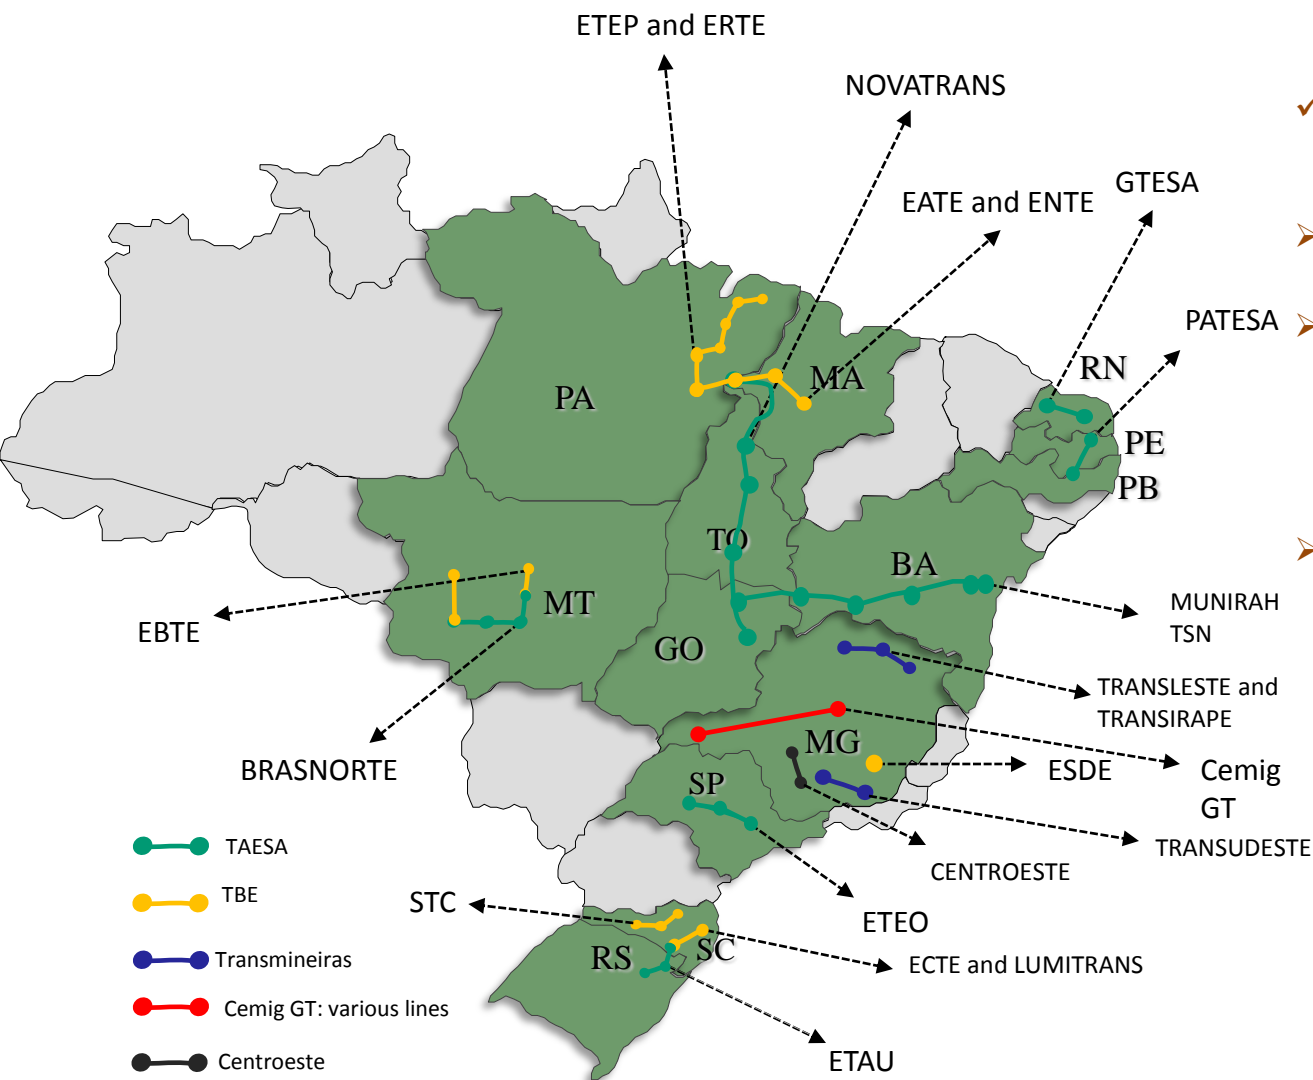 ETEP and ERTE
NOVATRANS
GTESA
EATE and ENTE
PATESA
RN
MA
PA
PE
PB
TO
BA
MT
MUNIRAH
TSN
EBTE
GO
TRANSLESTE and
TRANSIRAPE
MG
BRASNORTE
ESDE
Cemig
GT
SP
TAESA
TRANSUDESTE
CENTROESTE
TBE
STC
ETEO
RS
SC
Transmineiras
ECTE and LUMITRANS
Cemig GT: various lines
ETAU
Centroeste